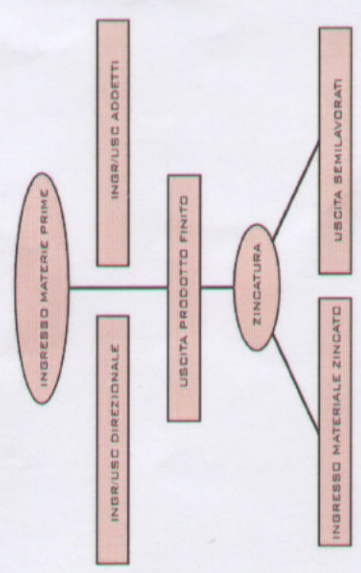 INGRESSO MATERIE PRIME
INGR/USC DIREZIONALE
INGR/USC ADDETTI
USCITA PRODOTTO FINITO
ZINCATURA
INGRESSO MATERIALE ZINCATO
USCITA SEMILAVORATI